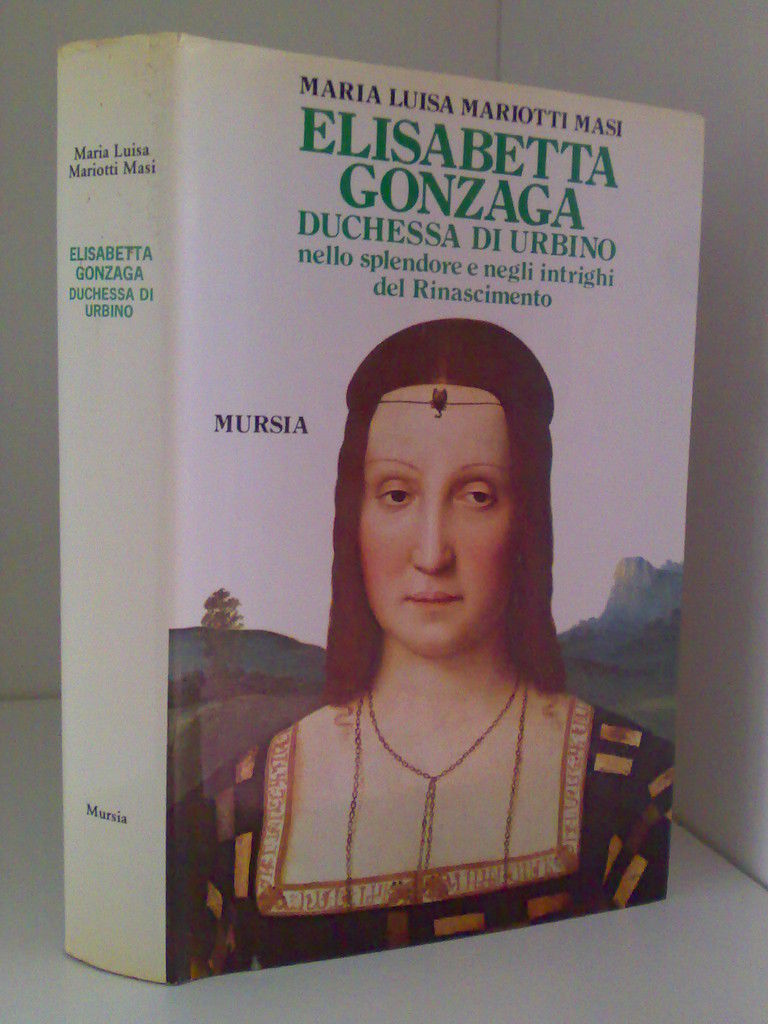 Maria Luisa
Mariotti Masi
ELISABETTA
GONZAGA
DUCHESSA DI
URBINO
Mursia
MARIA LUISA MARIOTTI MASI
ELISABETTA
GONZAGA
DUCHESSA DI URBINO
nello splendore e negli intrighi
del Rinascimento
MURSIA